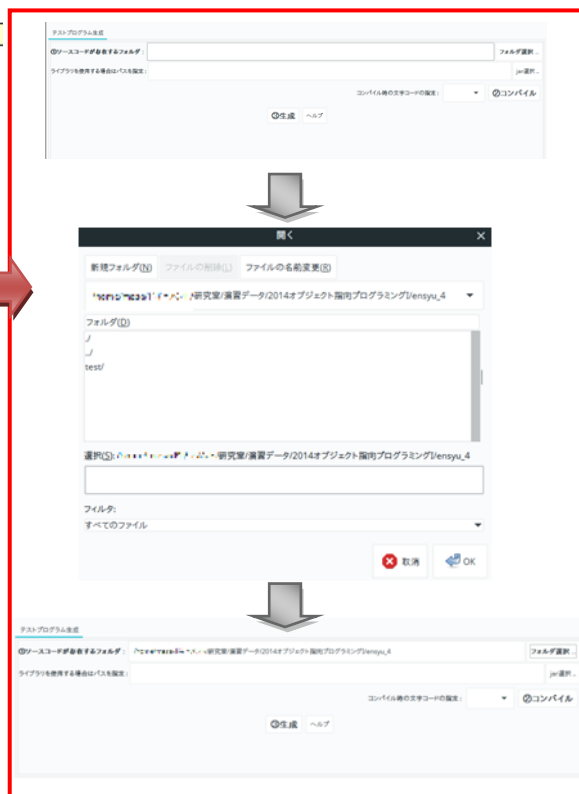 テストプログラム生成
①ソースコードが存在するフォルダ:
フォルダ選択...
ライブラリを使用する場合はパスを指定:
jar選択...
コンパイル時の文字コードの指定:
②コンパイル
③生成 ヘルプ
開く
新規フォルダ(N) ファイルの削除(L) ファイルの名前変更(R)
研究室/演習データ/2014オブジェクト指向プログラミングI/ensyu_4
フォルダ(D)
./
../
test/
選択(S): 研究室/演習データ/2014オブジェクト指向プログラミングI/ensyu_4
フィルタ:
すべてのファイル
取消 OK
テストプログラム生成
①ソースコードが存在するフォルダ: 研究室/演習データ/2014オブジェクト指向プログラミングI/ensyu_4
フォルダ選択...
ライブラリを使用する場合はパスを指定:
jar選択...
コンパイル時の文字コードの指定:
②コンパイル
③生成 ヘルプ